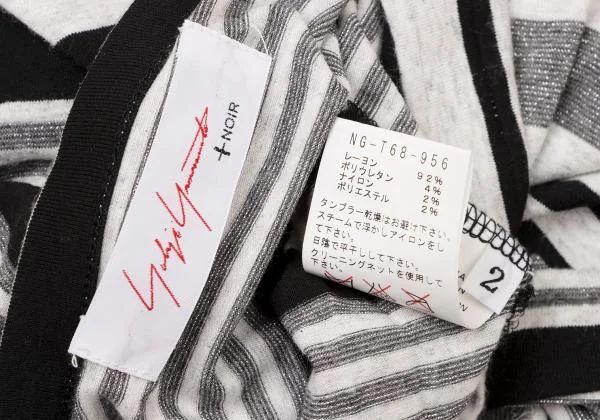 Yohji Yamamoto
+NOIR
NG-T68-956
レーヨン 92%
ポリウレタン 4%
ナイロン 2%
ポリエステル 2%
タンブラー乾燥はお避け下さい。
スチームで浮かしアイロンをし
て下さい。
日陰で平干しして下さい。
クリーニングネットを使用して
下さい。
2